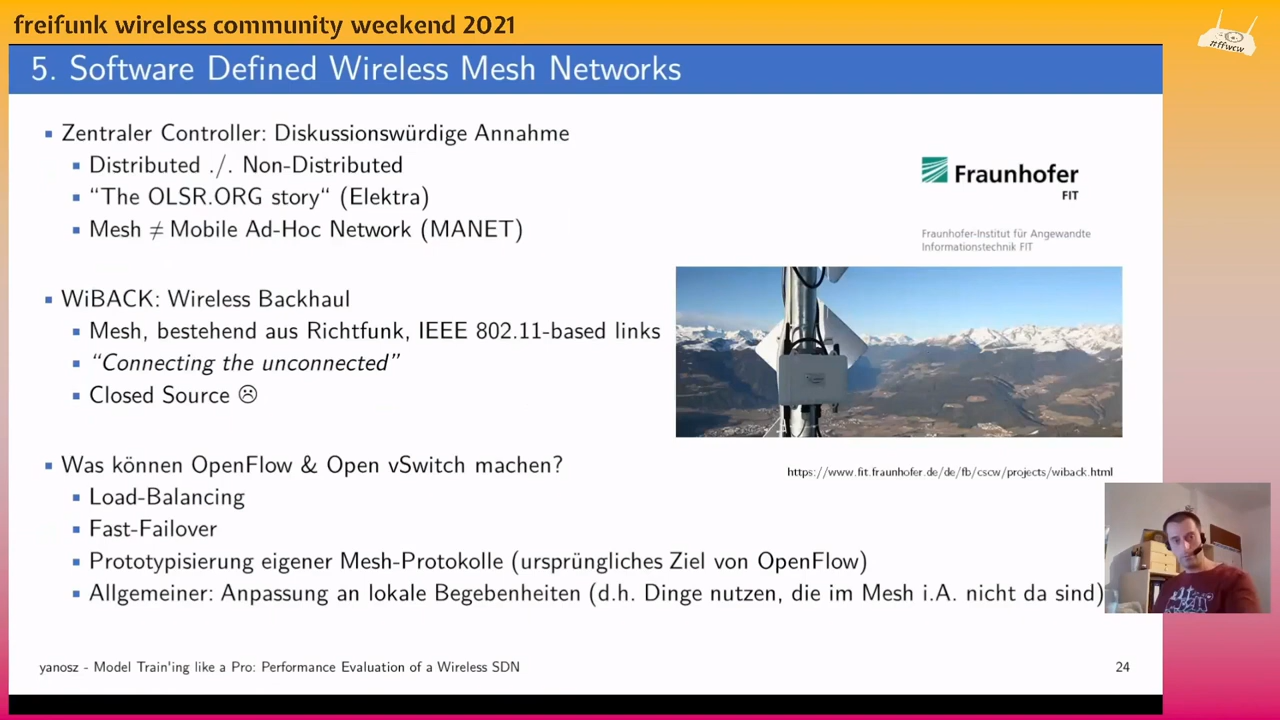 freifunk wireless community weekend 2021
#ffwcw
5. Software Defined Wireless Mesh Networks
Zentraler Controller: Diskussionswürdige Annahme
Distributed ./. Non-Distributed
“The OLSR.ORG story“ (Elektra)
Mesh ≠ Mobile Ad-Hoc Network (MANET)
Fraunhofer
FIT
Fraunhofer-Institut für Angewandte
Informationstechnik FIT
WiBACK: Wireless Backhaul
Mesh, bestehend aus Richtfunk, IEEE 802.11-based links
“Connecting the unconnected”
Closed Source ☹
https://www.fit.fraunhofer.de/de/fb/cscw/projects/wiback.html
Was können OpenFlow & Open vSwitch machen?
Load-Balancing
Fast-Failover
Prototypisierung eigener Mesh-Protokolle (ursprüngliches Ziel von OpenFlow)
Allgemeiner: Anpassung an lokale Begebenheiten (d.h. Dinge nutzen, die im Mesh i.A. nicht da sind)
yanosz - Model Train'ing like a Pro: Performance Evaluation of a Wireless SDN
24